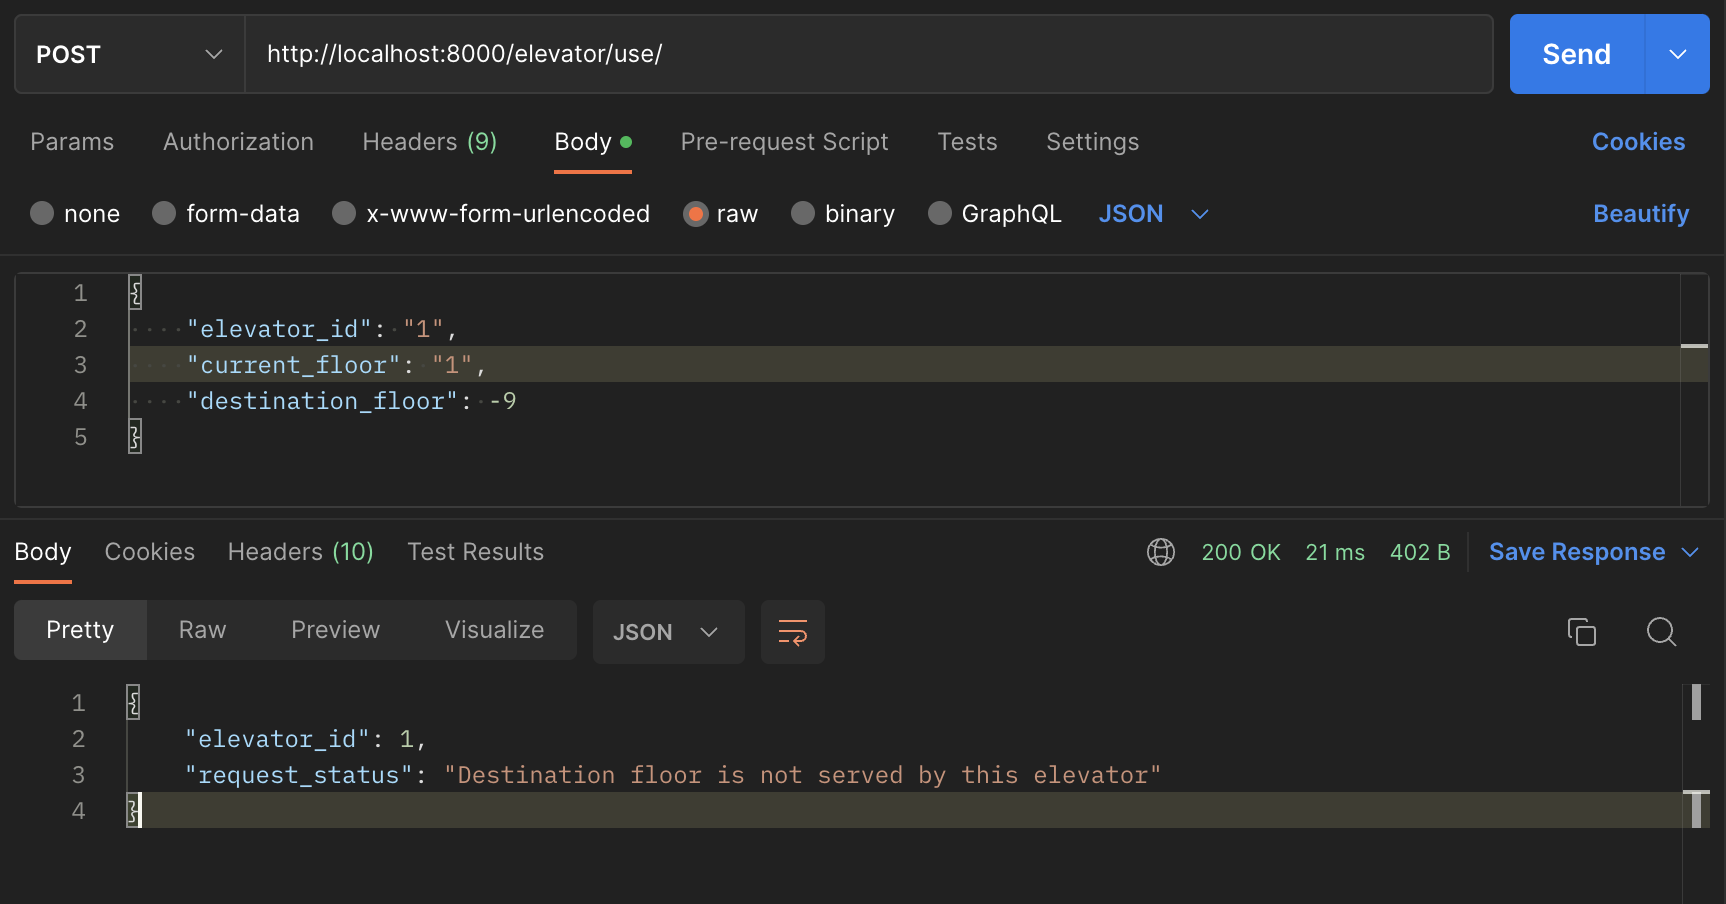 POST http://localhost:8000/elevator/use/ Send
Params Authorization Headers (9) Body Pre-request Script Tests Settings Cookies
none form-data x-www-form-urlencoded raw binary GraphQL JSON Beautify
1 {
2 "elevator_id": "1",
3 "current_floor": "1",
4 "destination_floor": -9
5 }
Body Cookies Headers (10) Test Results 200 OK 21 ms 402 B Save Response
Pretty Raw Preview Visualize JSON
1 {
2 "elevator_id": 1,
3 "request_status": "Destination floor is not served by this elevator"
4 }